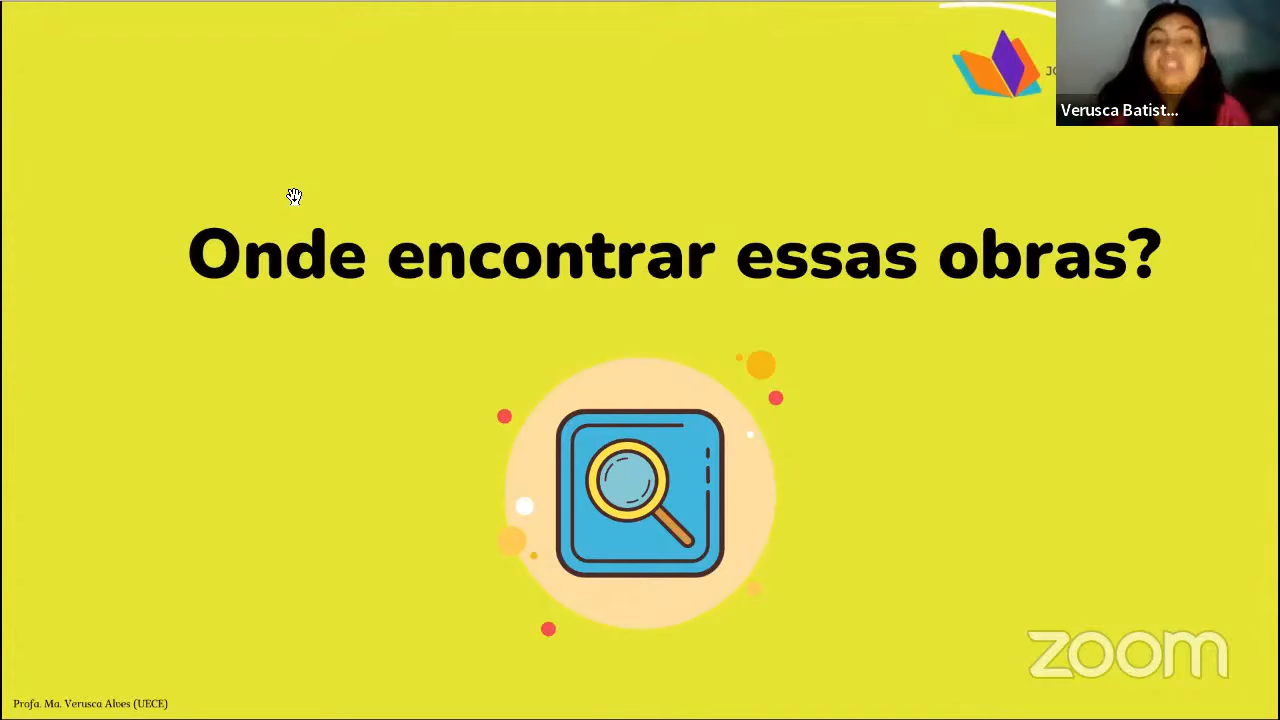 Verusca Batist...
Onde encontrar essas obras?
zoom
Profa. Ma. Verusca Alves (UECE)